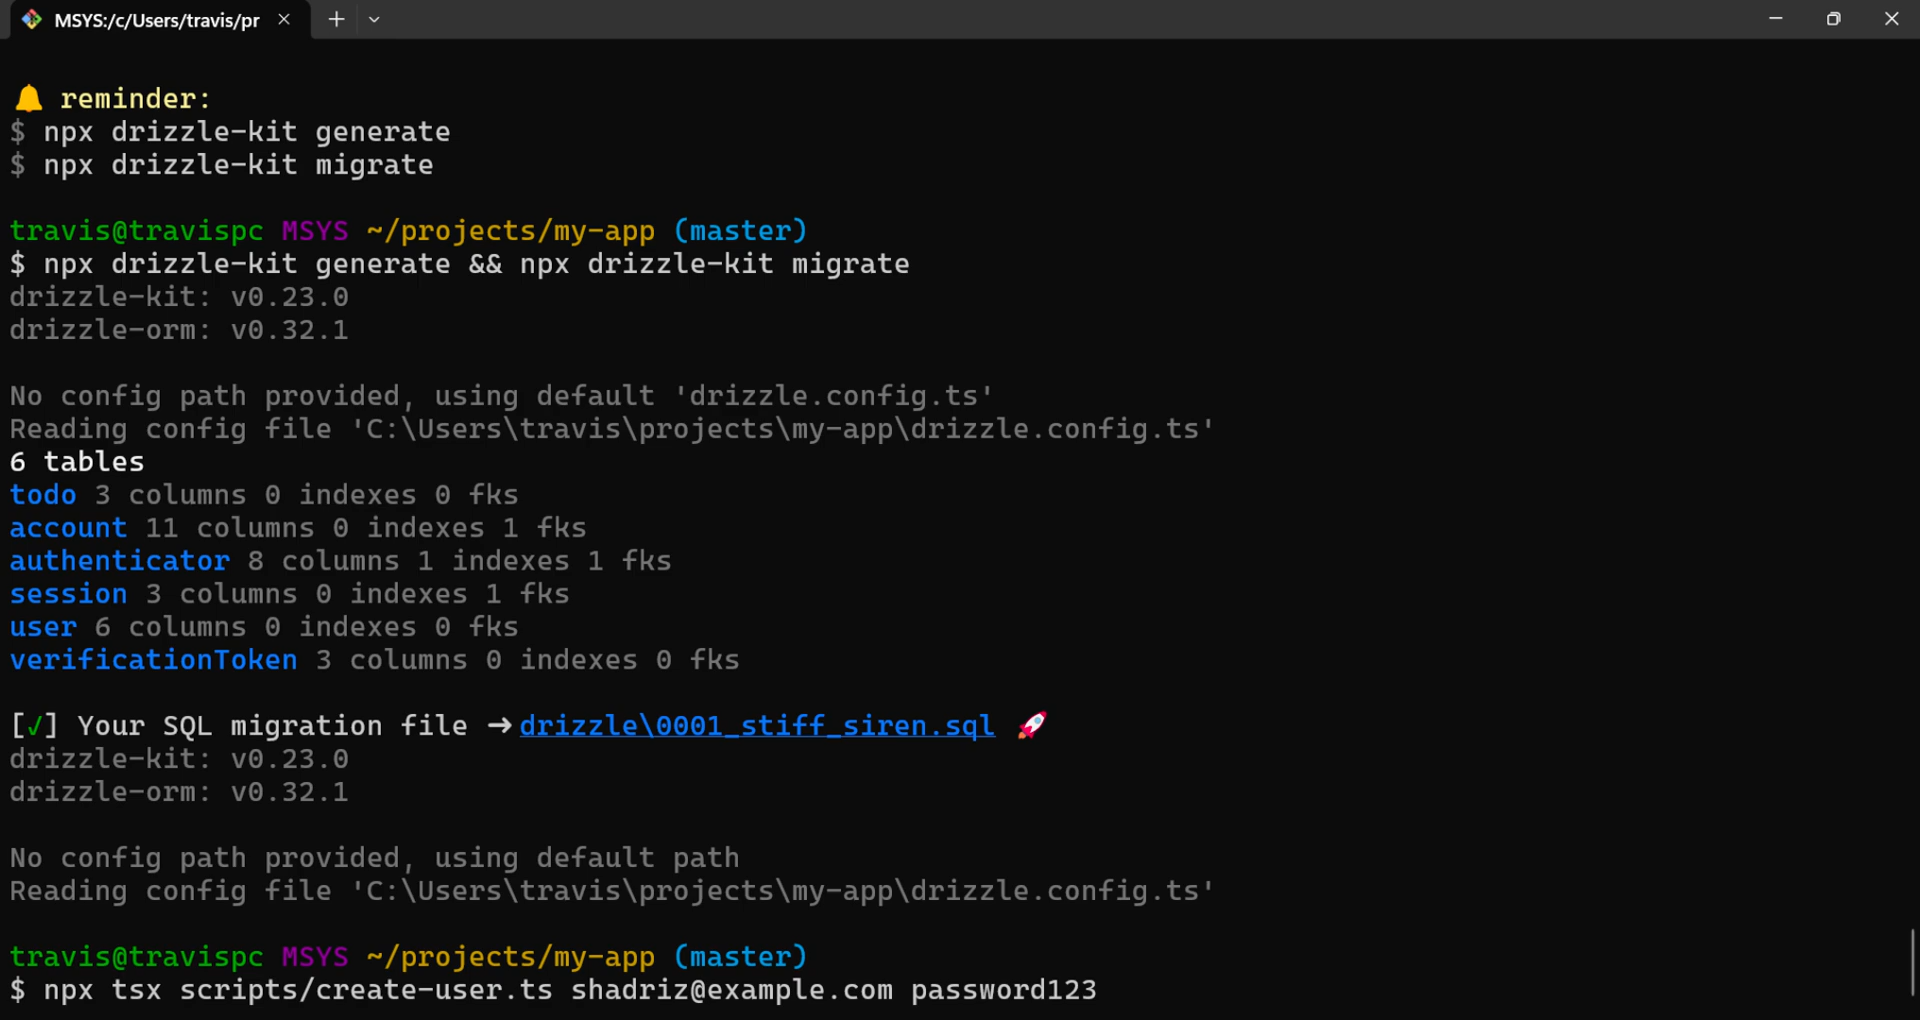 MSYS:/c/Users/travis/pr
🔔 reminder:
$ npx drizzle-kit generate
$ npx drizzle-kit migrate
travis@travispc MSYS ~/projects/my-app (master)
$ npx drizzle-kit generate && npx drizzle-kit migrate
drizzle-kit: v0.23.0
drizzle-orm: v0.32.1
No config path provided, using default 'drizzle.config.ts'
Reading config file 'C:\Users\travis\projects\my-app\drizzle.config.ts'
6 tables
todo 3 columns 0 indexes 0 fks
account 11 columns 0 indexes 1 fks
authenticator 8 columns 1 indexes 1 fks
session 3 columns 0 indexes 1 fks
user 6 columns 0 indexes 0 fks
verificationToken 3 columns 0 indexes 0 fks
[✓] Your SQL migration file ➜ drizzle\0001_stiff_siren.sql 🚀
drizzle-kit: v0.23.0
drizzle-orm: v0.32.1
No config path provided, using default path
Reading config file 'C:\Users\travis\projects\my-app\drizzle.config.ts'
travis@travispc MSYS ~/projects/my-app (master)
$ npx tsx scripts/create-user.ts shadriz@example.com password123